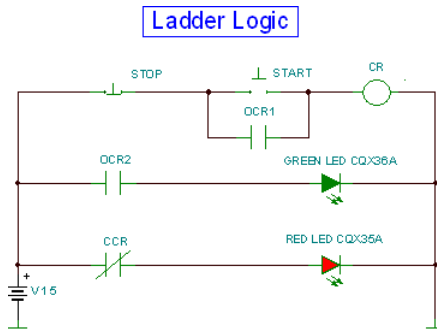 Ladder Logic
STOP
START
CR
OCR1
OCR2
GREEN LED CQX36A
CCR
RED LED CQX35A
+
V15